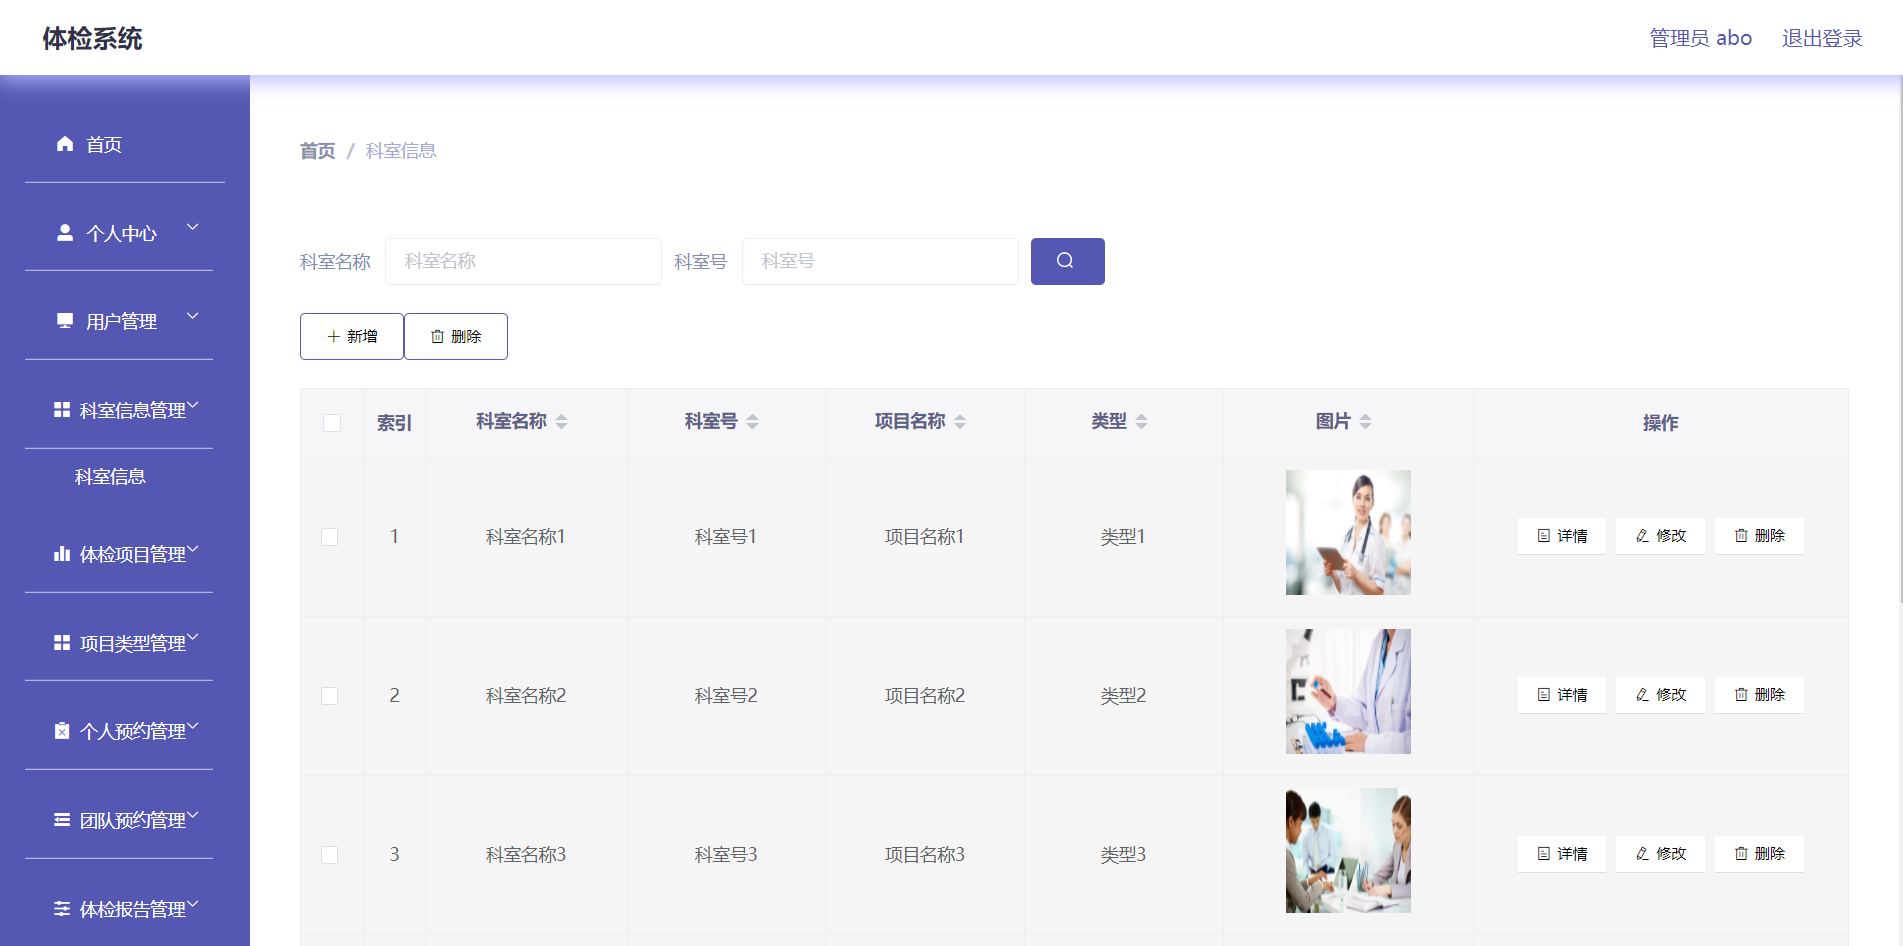 体检系统
管理员 abo 退出登录
首页
个人中心
用户管理
科室信息管理
科室信息
体检项目管理
项目类型管理
个人预约管理
团队预约管理
体检报告管理
首页 / 科室信息
科室名称 科室名称 科室号 科室号
新增 删除
索引 科室名称 科室号 项目名称 类型 图片 操作
1 科室名称1 科室号1 项目名称1 类型1 详情 修改 删除
2 科室名称2 科室号2 项目名称2 类型2 详情 修改 删除
3 科室名称3 科室号3 项目名称3 类型3 详情 修改 删除